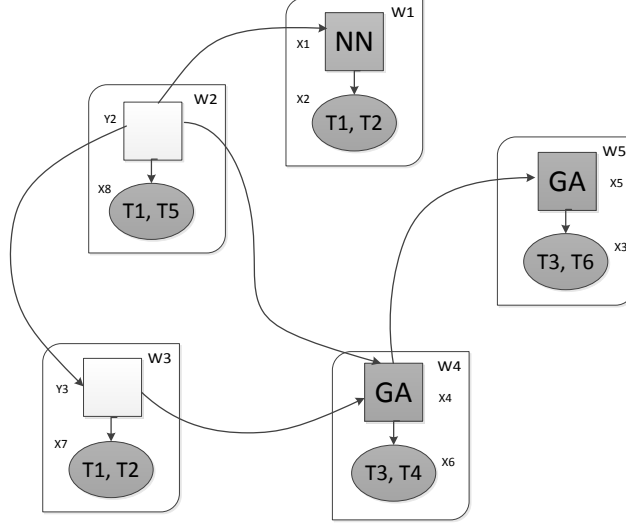 W1
X1
NN
X2
T1, T2
W2
Y2
X8
T1, T5
W5
GA
X5
X3
T3, T6
W3
Y3
X7
T1, T2
W4
GA
X4
X6
T3, T4